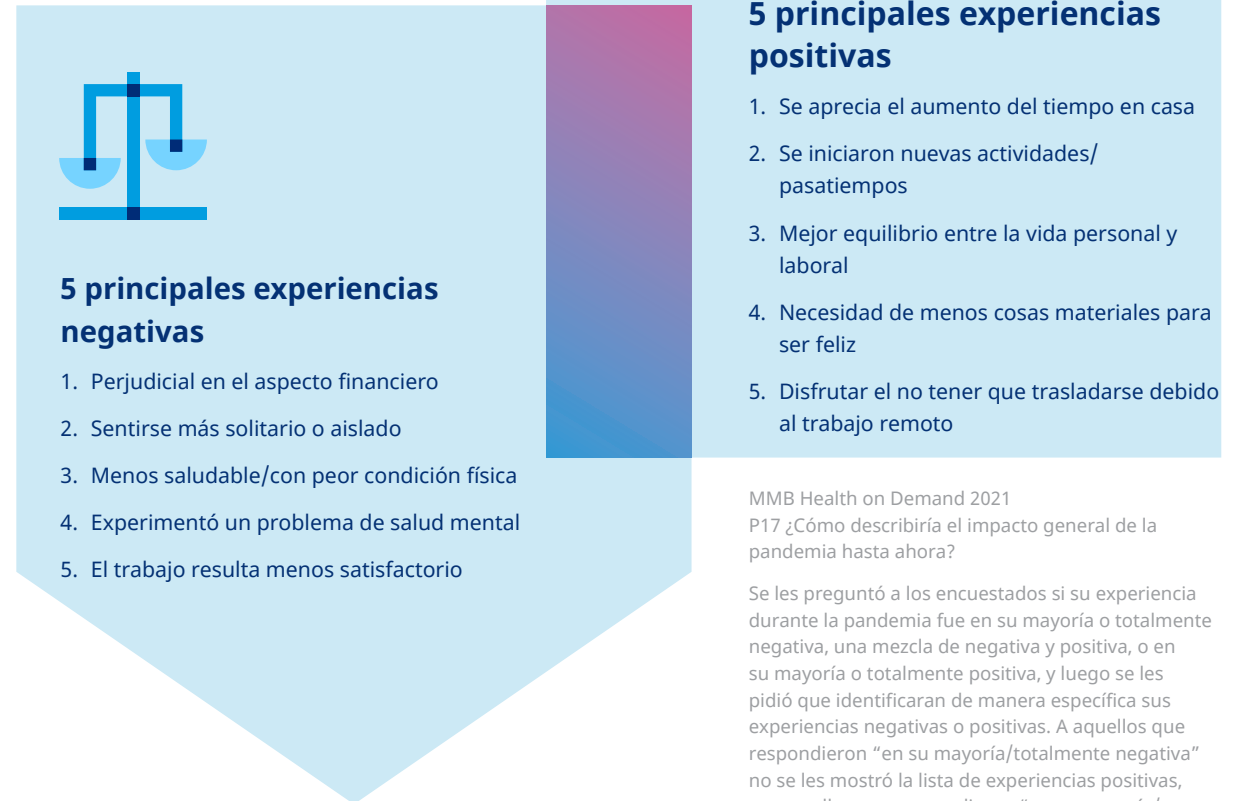 5 principales experiencias
negativas
1. Perjudicial en el aspecto financiero
2. Sentirse más solitario o aislado
3. Menos saludable/con peor condición física
4. Experimentó un problema de salud mental
5. El trabajo resulta menos satisfactorio
5 principales experiencias
positivas
1. Se aprecia el aumento del tiempo en casa
2. Se iniciaron nuevas actividades/
pasatiempos
3. Mejor equilibrio entre la vida personal y
laboral
4. Necesidad de menos cosas materiales para
ser feliz
5. Disfrutar el no tener que trasladarse debido
al trabajo remoto
MMB Health on Demand 2021
P17 ¿Cómo describiría el impacto general de la
pandemia hasta ahora?
Se les preguntó a los encuestados si su experiencia
durante la pandemia fue en su mayoría o totalmente
negativa, una mezcla de negativa y positiva, o en
su mayoría o totalmente positiva, y luego se les
pidió que identificaran de manera específica sus
experiencias negativas o positivas. A aquellos que
respondieron “en su mayoría/totalmente negativa”
no se les mostró la lista de experiencias positivas,